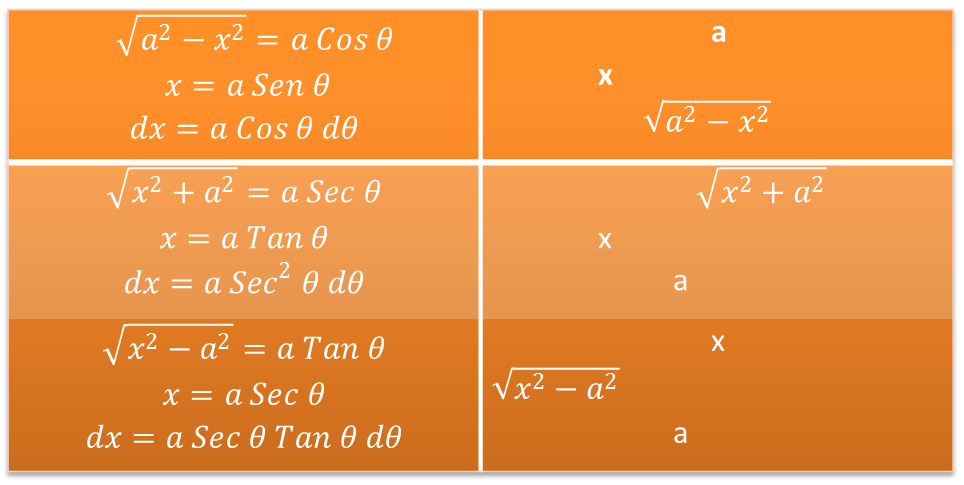 √(a² − x²) = a Cos θ
x = a Sen θ
dx = a Cos θ dθ
a
x
√(a² − x²)
√(x² + a²) = a Sec θ
x = a Tan θ
dx = a Sec² θ dθ
√(x² + a²)
x
a
√(x² − a²) = a Tan θ
x = a Sec θ
dx = a Sec θ Tan θ dθ
x
√(x² − a²)
a